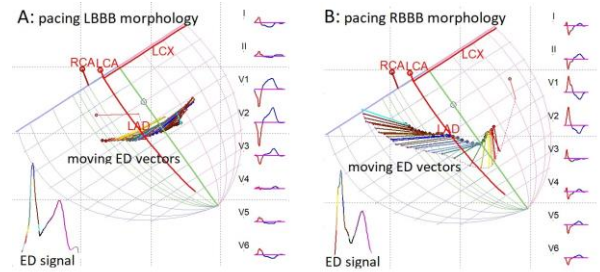 A: pacing LBBB morphology
RCA
LCA
LCX
LAD
moving ED vectors
ED signal
I
II
V1
V2
V3
V4
V5
V6
B: pacing RBBB morphology
RCA
LCA
LCX
LAD
moving ED vectors
ED signal
I
II
V1
V2
V3
V4
V5
V6